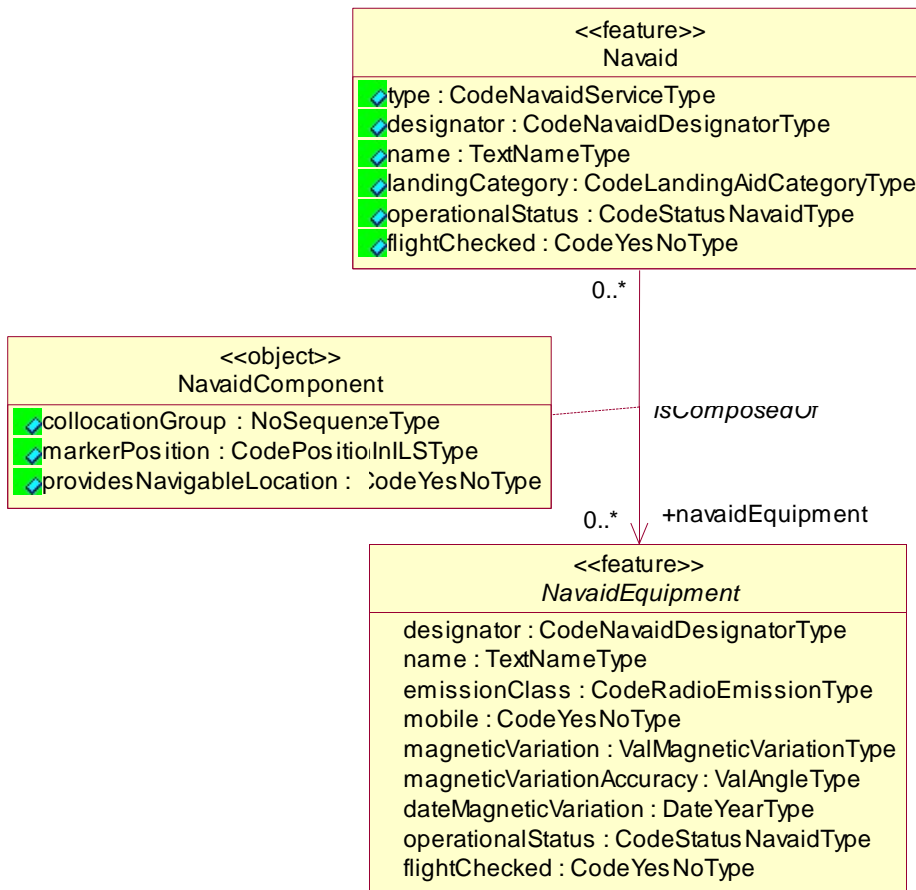 <<feature>>
Navaid
type : CodeNavaidServiceType
designator : CodeNavaidDesignatorType
name : TextNameType
landingCategory : CodeLandingAidCategoryType
operationalStatus : CodeStatusNavaidType
flightChecked : CodeYesNoType
0..*
<<object>>
NavaidComponent
collocationGroup : NoSequenceType
markerPosition : CodePositionInILSType
providesNavigableLocation : CodeYesNoType
isComposedOf
0..* +navaidEquipment
<<feature>>
NavaidEquipment
designator : CodeNavaidDesignatorType
name : TextNameType
emissionClass : CodeRadioEmissionType
mobile : CodeYesNoType
magneticVariation : ValMagneticVariationType
magneticVariationAccuracy : ValAngleType
dateMagneticVariation : DateYearType
operationalStatus : CodeStatusNavaidType
flightChecked : CodeYesNoType